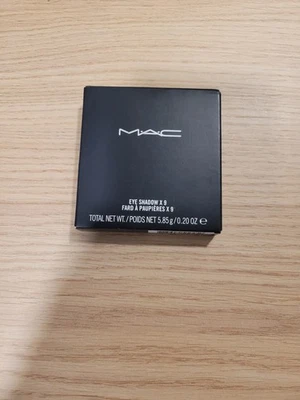 MAC
EYE SHADOW X 9
FARD À PAUPIÈRES X 9
TOTAL NET WT. / POIDS NET 5.85 g / 0.20 OZ ℮